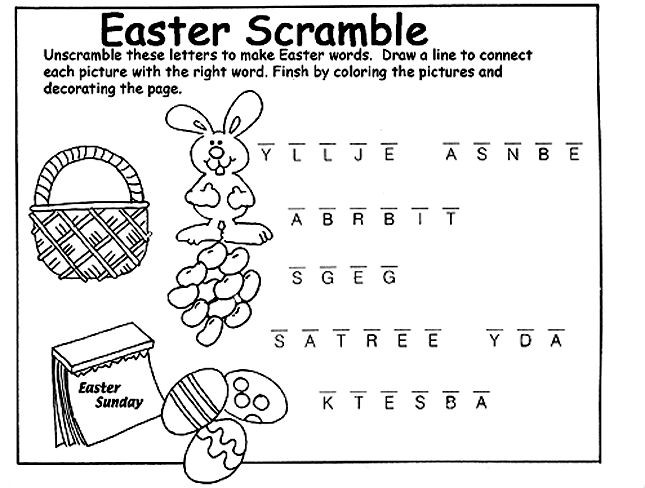 Easter Scramble
Unscramble these letters to make Easter words. Draw a line to connect
each picture with the right word. Finsh by coloring the pictures and
decorating the page.
Y L L J E A S N B E
A B R B I T
S G E G
S A T R E E Y D A
Easter
Sunday
K T E S B A